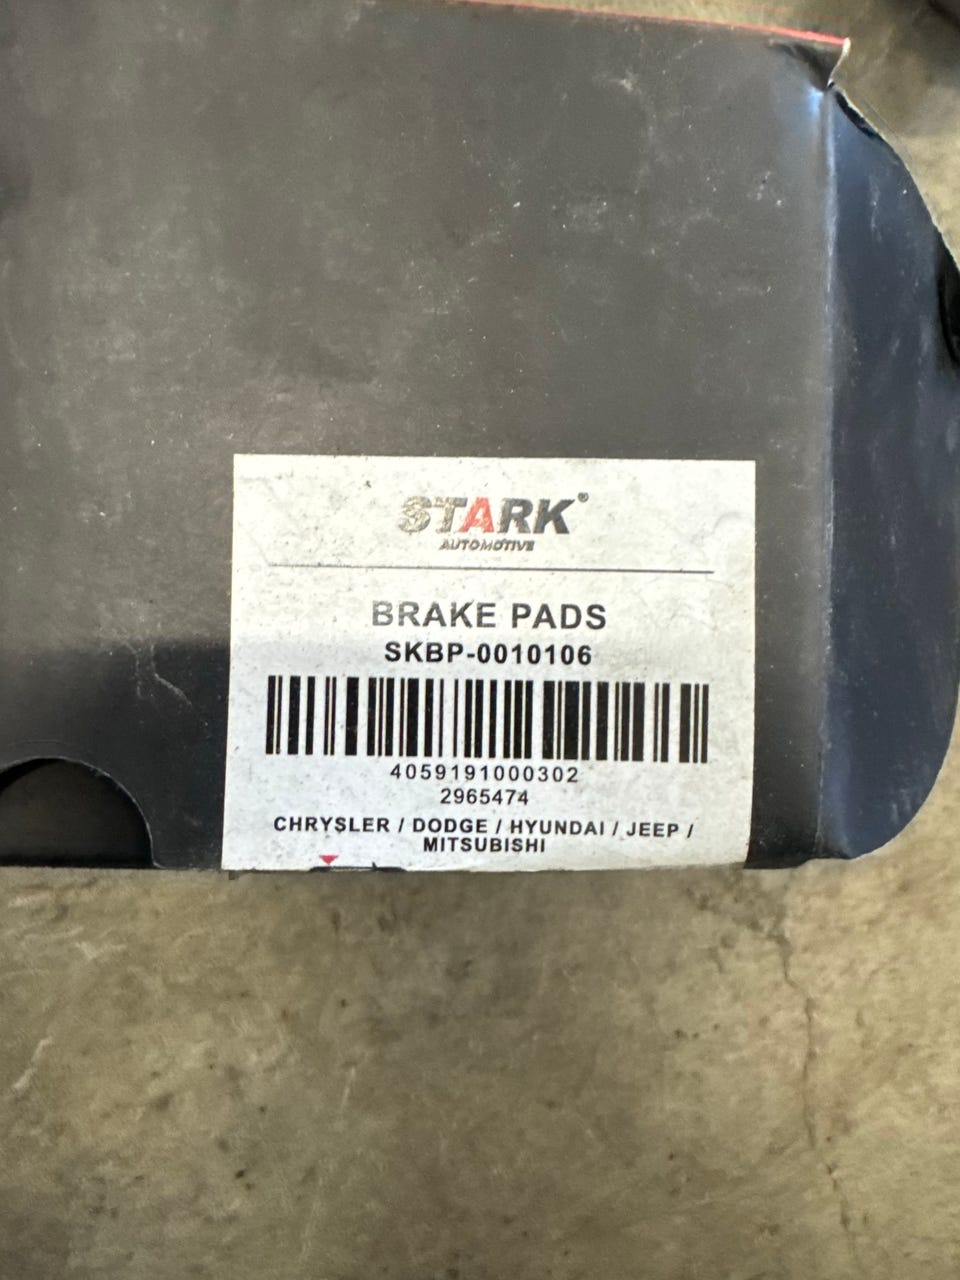 STARK®
AUTOMOTIVE
BRAKE PADS
SKBP-0010106
4059191000302
2965474
CHRYSLER / DODGE / HYUNDAI / JEEP /
MITSUBISHI